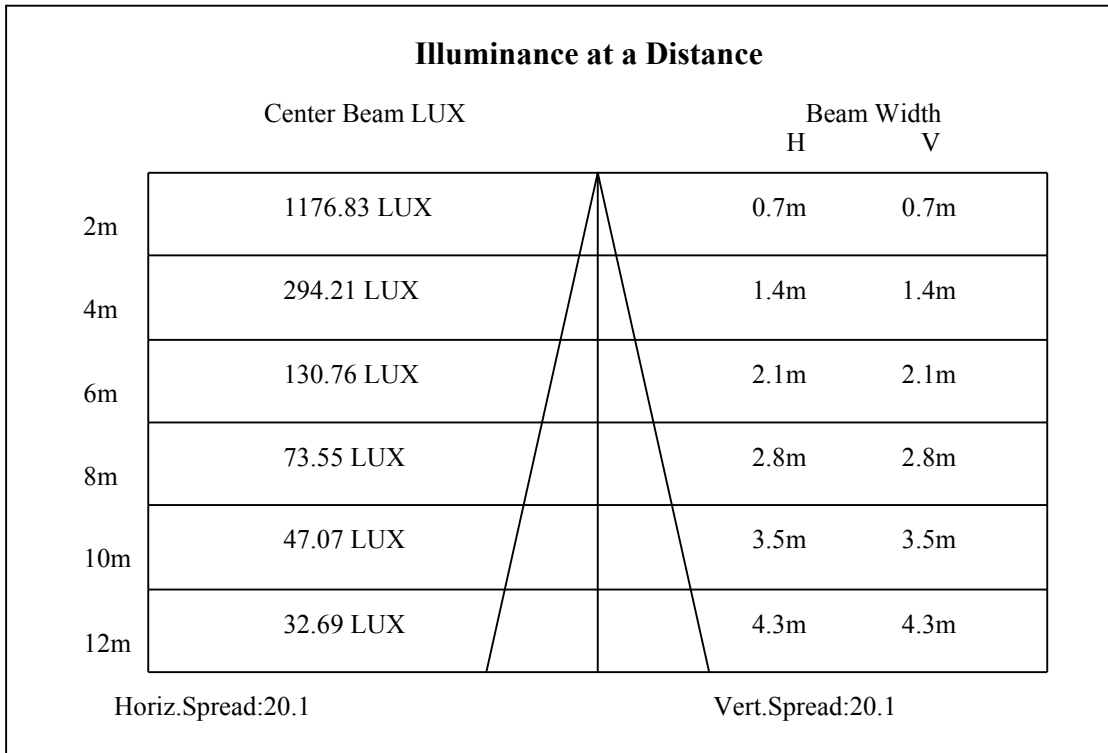 Illuminance at a Distance
Center Beam LUX Beam Width
H V
2m 1176.83 LUX 0.7m 0.7m
4m 294.21 LUX 1.4m 1.4m
6m 130.76 LUX 2.1m 2.1m
8m 73.55 LUX 2.8m 2.8m
10m 47.07 LUX 3.5m 3.5m
12m 32.69 LUX 4.3m 4.3m
Horiz.Spread:20.1 Vert.Spread:20.1